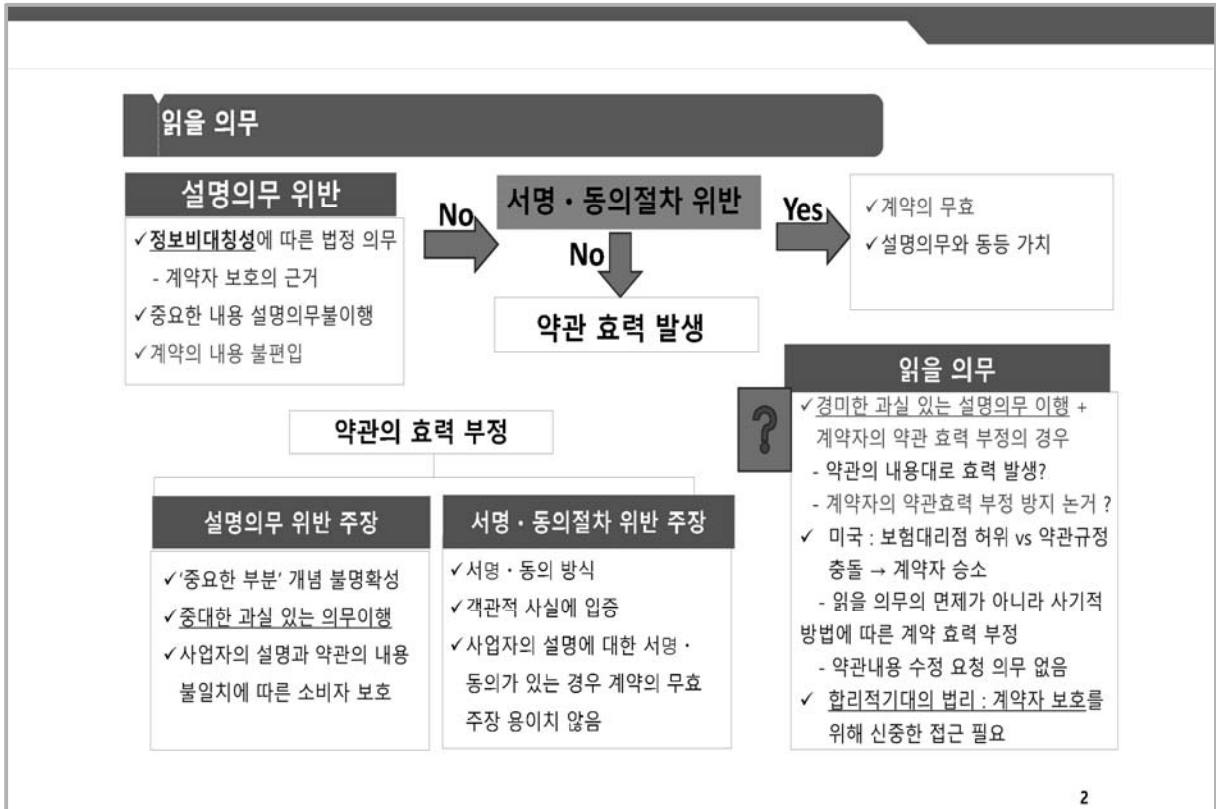 읽을 의무
설명의무 위반
✓정보비대칭성에 따른 법정 의무
- 계약자 보호의 근거
✓중요한 내용 설명의무불이행
✓계약의 내용 불편입
No
서명・동의절차 위반
No
약관 효력 발생
Yes
✓계약의 무효
✓설명의무와 동등 가치
약관의 효력 부정
설명의무 위반 주장
✓'중요한 부분' 개념 불명확성
✓중대한 과실 있는 의무이행
✓사업자의 설명과 약관의 내용
불일치에 따른 소비자 보호
서명・동의절차 위반 주장
✓서명・동의 방식
✓객관적 사실에 입증
✓사업자의 설명에 대한 서명・
동의가 있는 경우 계약의 무효
주장 용이치 않음
?
읽을 의무
✓경미한 과실 있는 설명의무 이행 +
계약자의 약관 효력 부정의 경우
- 약관의 내용대로 효력 발생?
- 계약자의 약관효력 부정 방지 논거 ?
✓ 미국 : 보험대리점 허위 vs 약관규정
충돌 → 계약자 승소
- 읽을 의무의 면제가 아니라 사기적
방법에 따른 계약 효력 부정
- 약관내용 수정 요청 의무 없음
✓ 합리적기대의 법리 : 계약자 보호를
위해 신중한 접근 필요
2